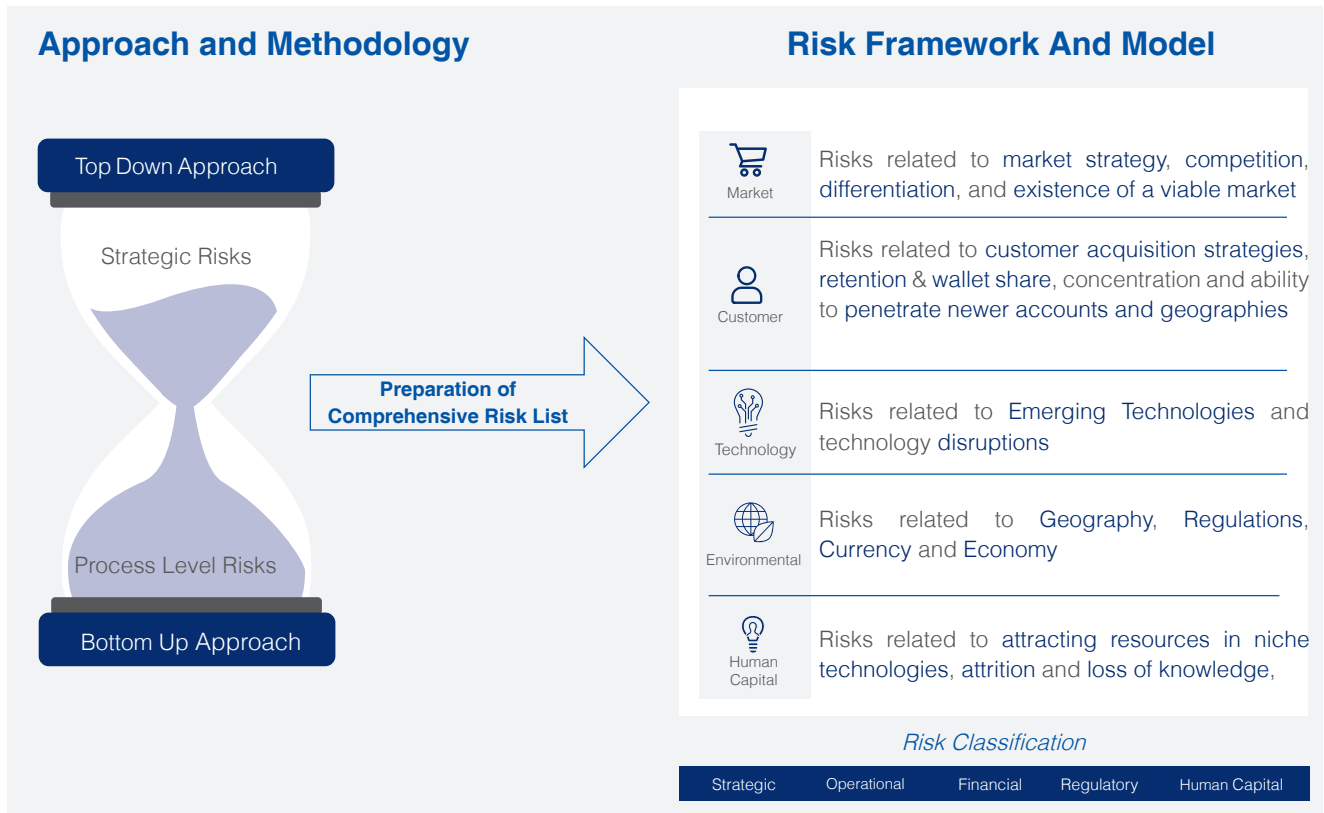 Approach and Methodology
Top Down Approach
Strategic Risks
Process Level Risks
Bottom Up Approach
Preparation of
Comprehensive Risk List
Risk Framework And Model
Market
Risks related to market strategy, competition,
differentiation, and existence of a viable market
Customer
Risks related to customer acquisition strategies,
retention & wallet share, concentration and ability
to penetrate newer accounts and geographies
Technology
Risks related to Emerging Technologies and
technology disruptions
Environmental
Risks related to Geography, Regulations,
Currency and Economy
Human
Capital
Risks related to attracting resources in niche
technologies, attrition and loss of knowledge,
Risk Classification
Strategic Operational Financial Regulatory Human Capital